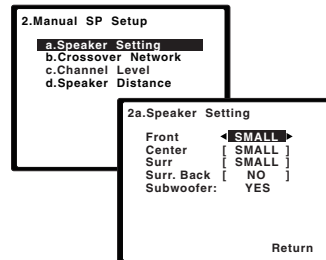 2.Manual SP Setup
a.Speaker Setting
b.Crossover Network
c.Channel Level
d.Speaker Distance
2a.Speaker Setting
Front ◄ SMALL ►
Center [ SMALL ]
Surr [ SMALL ]
Surr. Back [ NO ]
Subwoofer: YES
Return